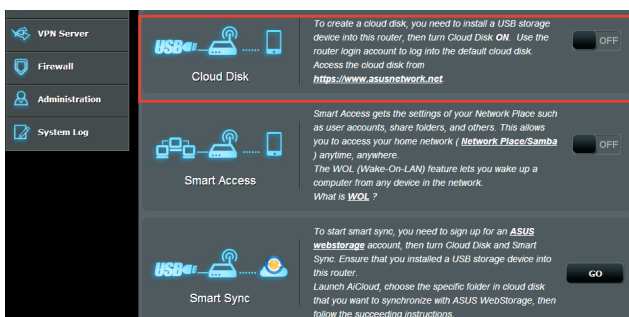 VPN Server
Firewall
Administration
System Log
USB
Cloud Disk
To create a cloud disk, you need to install a USB storage
device into this router, then turn Cloud Disk ON. Use the
router login account to log into the default cloud disk.
Access the cloud disk from
https://www.asusnetwork.net.
OFF
Smart Access
Smart Access gets the settings of your Network Place such
as user accounts, share folders, and others. This allows
you to access your home network ( Network Place/Samba
) anytime, anywhere.
The WOL (Wake-On-LAN) feature lets you wake up a
computer from any device in the network.
What is WOL ?
OFF
USB
Smart Sync
To start smart sync, you need to sign up for an ASUS
webstorage account, then turn Cloud Disk and Smart
Sync. Ensure that you installed a USB storage device into
this router.
Launch AiCloud, choose the specific folder in cloud disk
that you want to synchronize with ASUS WebStorage, then
follow the succeeding instructions.
GO